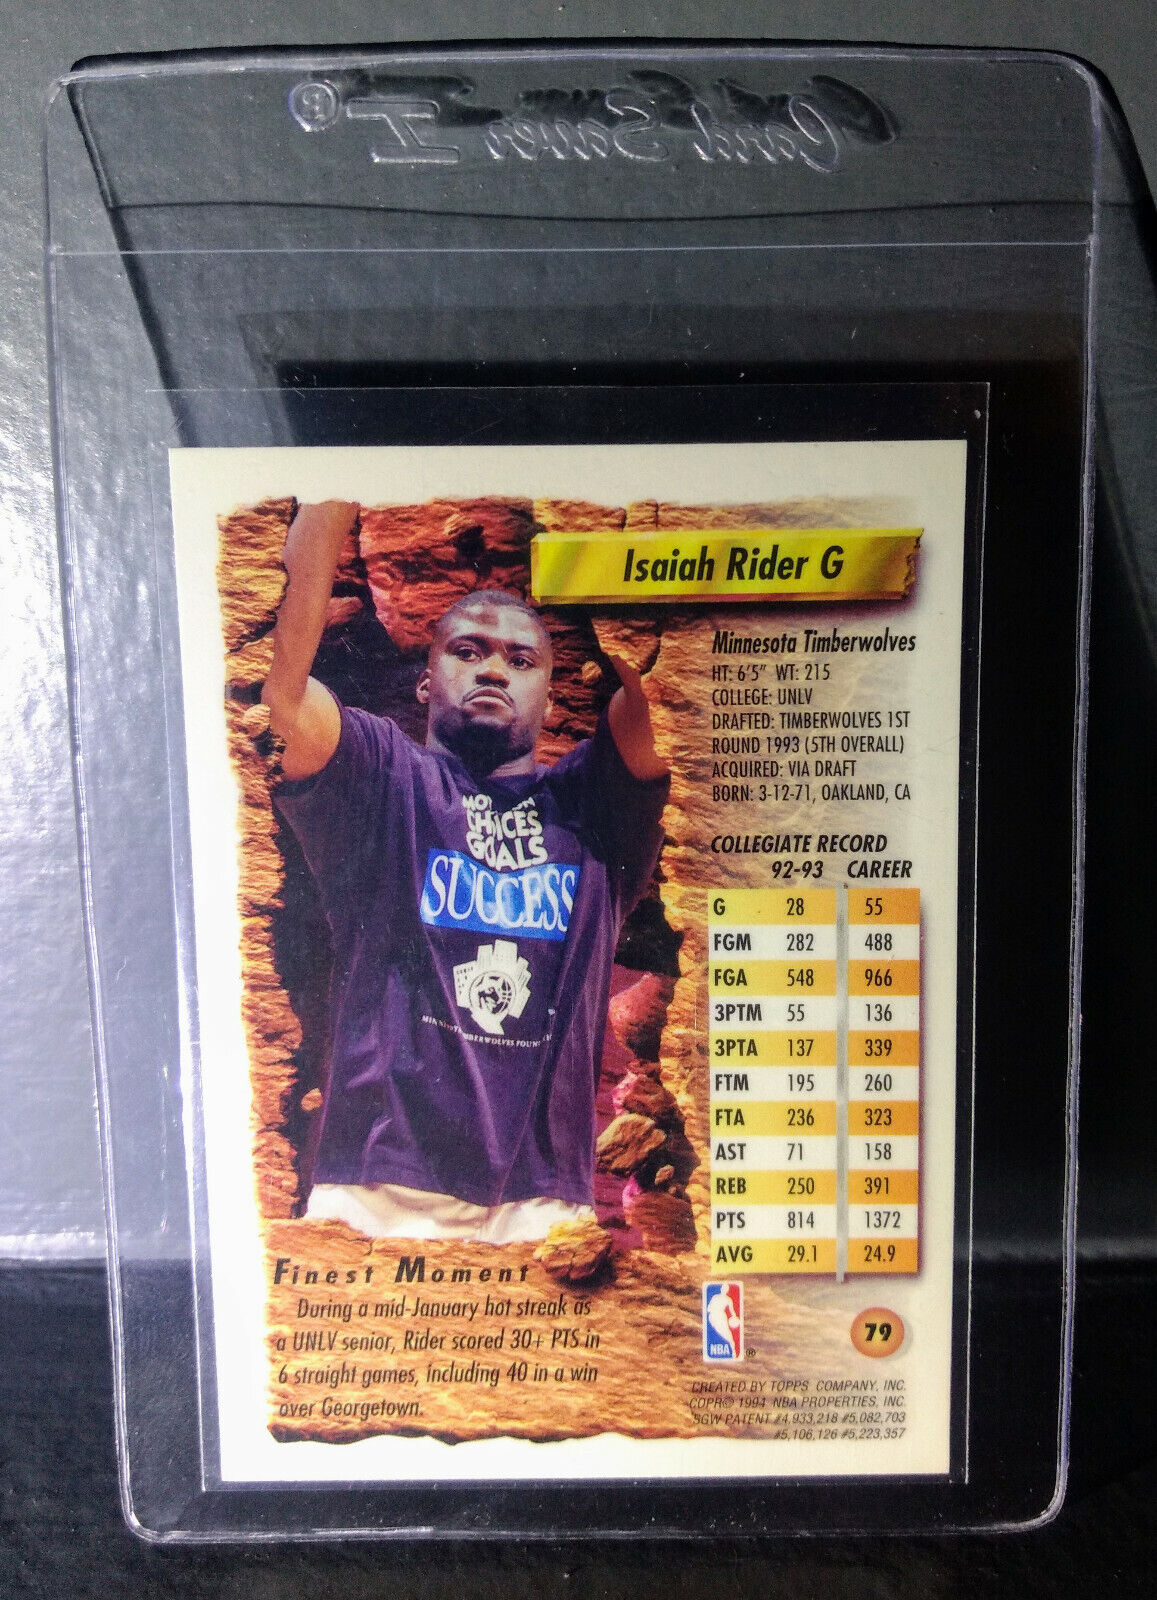 Card Saver I®
Isaiah Rider G
Minnesota Timberwolves
HT: 6'5" WT: 215
COLLEGE: UNLV
DRAFTED: TIMBERWOLVES 1ST
ROUND 1993 (5TH OVERALL)
ACQUIRED: VIA DRAFT
BORN: 3-12-71, OAKLAND, CA
COLLEGIATE RECORD
92-93 CAREER
G 28 55
FGM 282 488
FGA 548 966
3PTM 55 136
3PTA 137 339
FTM 195 260
FTA 236 323
AST 71 158
REB 250 391
PTS 814 1372
AVG 29.1 24.9
CHOICES
GOALS
SUCCESS
Finest Moment
During a mid-January hot streak as
a UNLV senior, Rider scored 30+ PTS in
6 straight games, including 40 in a win
over Georgetown.
NBA ®
79
CREATED BY TOPPS COMPANY, INC.
COPR© 1994 NBA PROPERTIES, INC.
SGW PATENT #4,933,218 #5,082,703
#5,106,126 #5,223,357